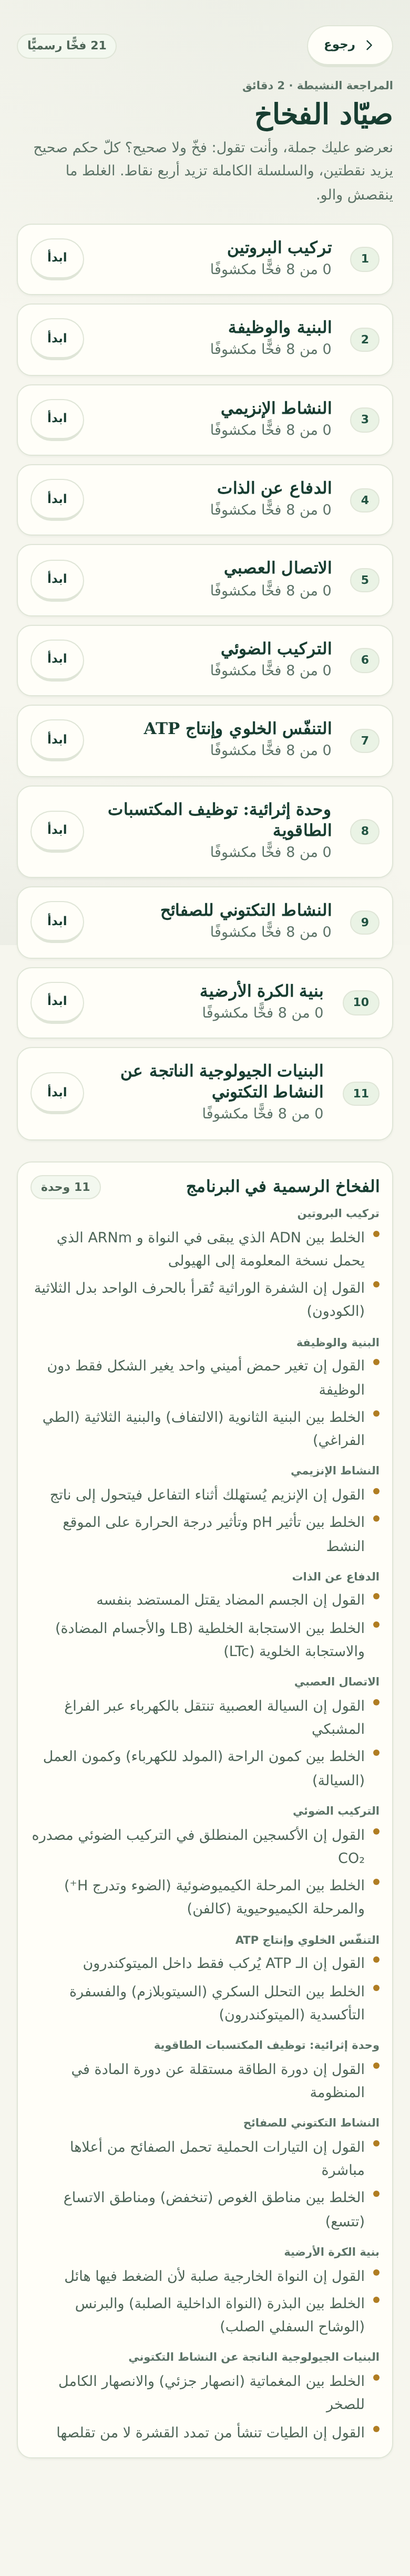 رجوع
21 فخًّا رسميًّا
المراجعة النشيطة · 2 دقائق
صيّاد الفخاخ
نعرضو عليك جملة، وأنت تقول: فخّ ولا صحيح؟ كلّ حكم صحيح
يزيد نقطتين، والسلسلة الكاملة تزيد أربع نقاط. الغلط ما
ينقصش والو.
1
تركيب البروتين
0 من 8 فخًّا مكشوفًا
ابدأ
2
البنية والوظيفة
0 من 8 فخًّا مكشوفًا
ابدأ
3
النشاط الإنزيمي
0 من 8 فخًّا مكشوفًا
ابدأ
4
الدفاع عن الذات
0 من 8 فخًّا مكشوفًا
ابدأ
5
الاتصال العصبي
0 من 8 فخًّا مكشوفًا
ابدأ
6
التركيب الضوئي
0 من 8 فخًّا مكشوفًا
ابدأ
7
التنفّس الخلوي وإنتاج ATP
0 من 8 فخًّا مكشوفًا
ابدأ
8
وحدة إثرائية: توظيف المكتسبات
الطاقوية
0 من 8 فخًّا مكشوفًا
ابدأ
9
النشاط التكتوني للصفائح
0 من 8 فخًّا مكشوفًا
ابدأ
10
بنية الكرة الأرضية
0 من 8 فخًّا مكشوفًا
ابدأ
11
البنيات الجيولوجية الناتجة عن
النشاط التكتوني
0 من 8 فخًّا مكشوفًا
ابدأ
الفخاخ الرسمية في البرنامج
11 وحدة
تركيب البروتين
الخلط بين ADN الذي يبقى في النواة و ARNm الذي
يحمل نسخة المعلومة إلى الهيولى
القول إن الشفرة الوراثية تُقرأ بالحرف الواحد بدل الثلاثية
(الكودون)
البنية والوظيفة
القول إن تغير حمض أميني واحد يغير الشكل فقط دون
الوظيفة
الخلط بين البنية الثانوية (الالتفاف) والبنية الثلاثية (الطي
الفراغي)
النشاط الإنزيمي
القول إن الإنزيم يُستهلك أثناء التفاعل فيتحول إلى ناتج
الخلط بين تأثير pH وتأثير درجة الحرارة على الموقع
النشط
الدفاع عن الذات
القول إن الجسم المضاد يقتل المستضد بنفسه
الخلط بين الاستجابة الخلطية (LB والأجسام المضادة)
والاستجابة الخلوية (LTc)
الاتصال العصبي
القول إن السيالة العصبية تنتقل بالكهرباء عبر الفراغ
المشبكي
الخلط بين كمون الراحة (المولد للكهرباء) وكمون العمل
(السيالة)
التركيب الضوئي
القول إن الأكسجين المنطلق في التركيب الضوئي مصدره
CO₂
الخلط بين المرحلة الكيميوضوئية (الضوء وتدرج H⁺)
والمرحلة الكيميوحيوية (كالفن)
التنفّس الخلوي وإنتاج ATP
القول إن الـ ATP يُركب فقط داخل الميتوكندرون
الخلط بين التحلل السكري (السيتوبلازم) والفسفرة
التأكسدية (الميتوكندرون)
وحدة إثرائية: توظيف المكتسبات الطاقوية
القول إن دورة الطاقة مستقلة عن دورة المادة في
المنظومة
النشاط التكتوني للصفائح
القول إن التيارات الحملية تحمل الصفائح من أعلاها
مباشرة
الخلط بين مناطق الغوص (تنخفض) ومناطق الاتساع
(تتسع)
بنية الكرة الأرضية
القول إن النواة الخارجية صلبة لأن الضغط فيها هائل
الخلط بين البذرة (النواة الداخلية الصلبة) والبرنس
(الوشاح السفلي الصلب)
البنيات الجيولوجية الناتجة عن النشاط التكتوني
الخلط بين المغماتية (انصهار جزئي) والانصهار الكامل
للصخر
القول إن الطيات تنشأ من تمدد القشرة لا من تقلصها